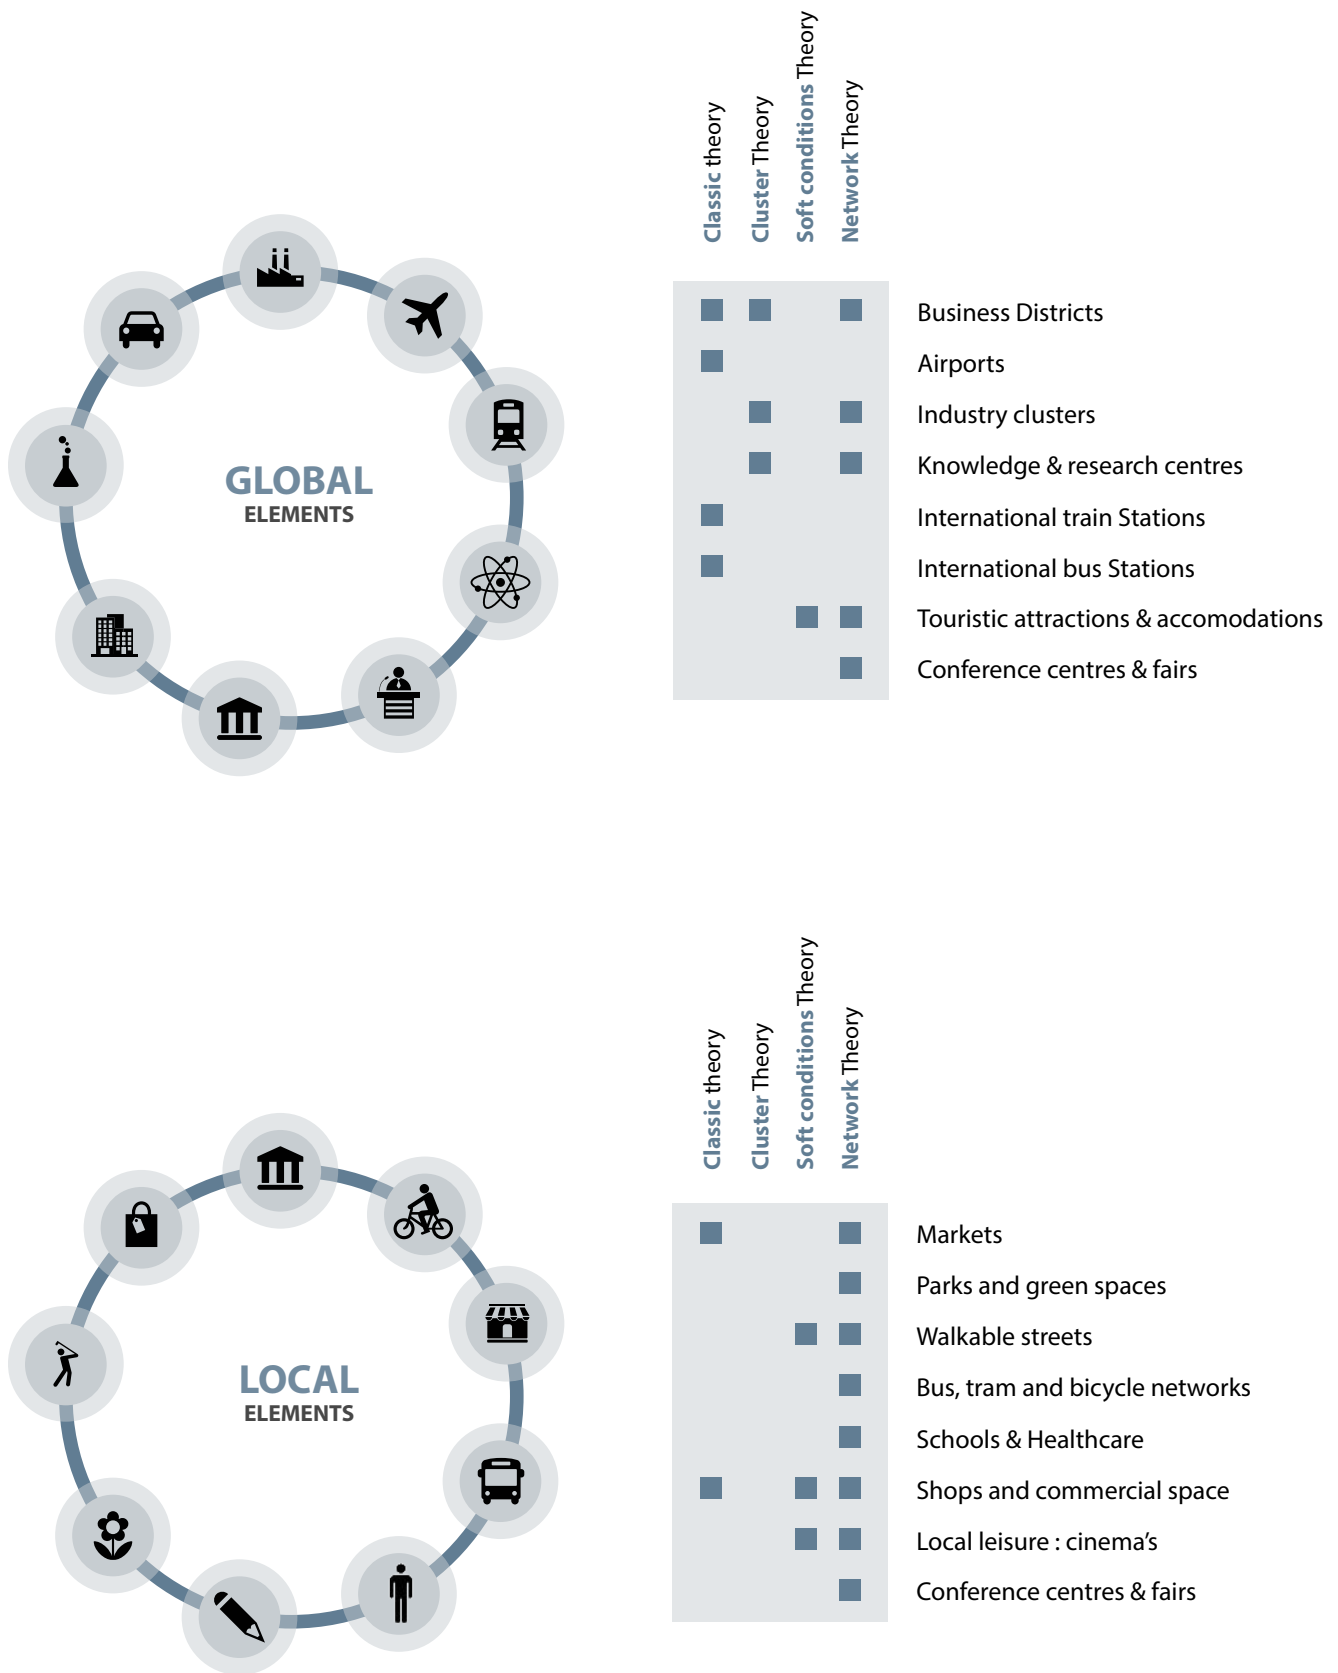 Classic theory
Cluster Theory
Soft conditions Theory
Network Theory
GLOBAL
ELEMENTS
Business Districts
Airports
Industry clusters
Knowledge & research centres
International train Stations
International bus Stations
Touristic attractions & accomodations
Conference centres & fairs
Classic theory
Cluster Theory
Soft conditions Theory
Network Theory
LOCAL
ELEMENTS
Markets
Parks and green spaces
Walkable streets
Bus, tram and bicycle networks
Schools & Healthcare
Shops and commercial space
Local leisure : cinema’s
Conference centres & fairs